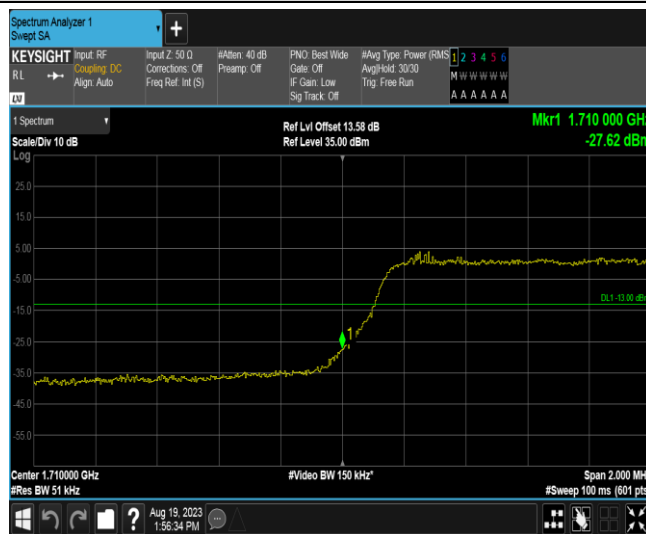 Spectrum Analyzer 1
Swept SA
+
KEYSIGHT
RL
LXI
Input: RF
Coupling: DC
Align: Auto
Input Z: 50 Ω
Corrections: Off
Freq Ref: Int (S)
#Atten: 40 dB
Preamp: Off
PNO: Best Wide
Gate: Off
IF Gain: Low
Sig Track: Off
#Avg Type: Power (RMS
Avg|Hold: 30/30
Trig: Free Run
1 2 3 4 5 6
M W W W W W
A A A A A A
1 Spectrum
Scale/Div 10 dB
Log
Ref Lvl Offset 13.58 dB
Ref Level 35.00 dBm
Mkr1 1.710 000 GHz
-27.62 dBm
25.0
15.0
5.00
-5.00
DL1 -13.00 dBm
-15.0
1
-25.0
-35.0
-45.0
-55.0
Center 1.710000 GHz
#Res BW 51 kHz
#Video BW 150 kHz*
Span 2.000 MH
#Sweep 100 ms (601 pts
?
Aug 19, 2023
1:56:34 PM